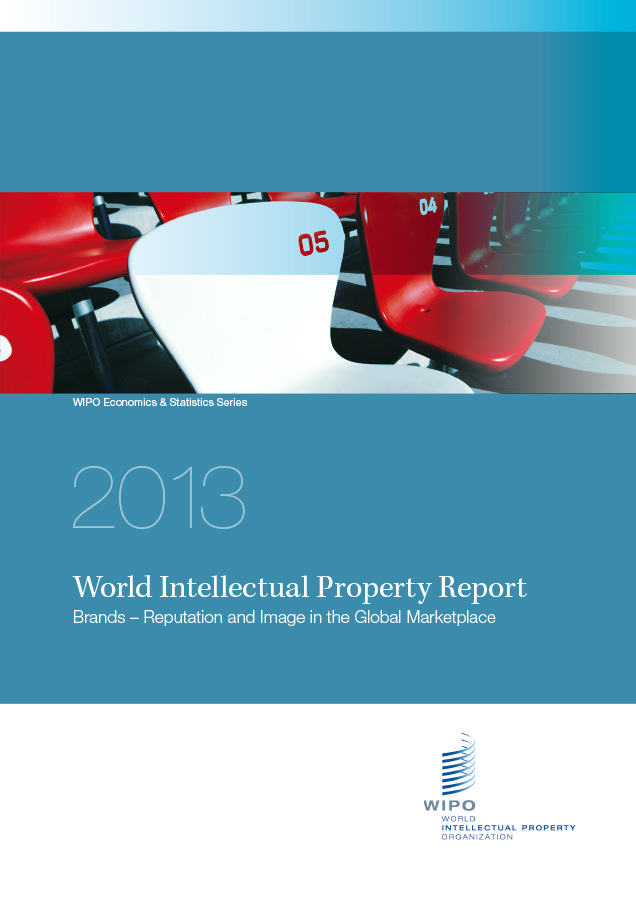 05
04
WIPO Economics & Statistics Series
2013
World Intellectual Property Report
Brands – Reputation and Image in the Global Marketplace
WIPO
WORLD
INTELLECTUAL PROPERTY
ORGANIZATION